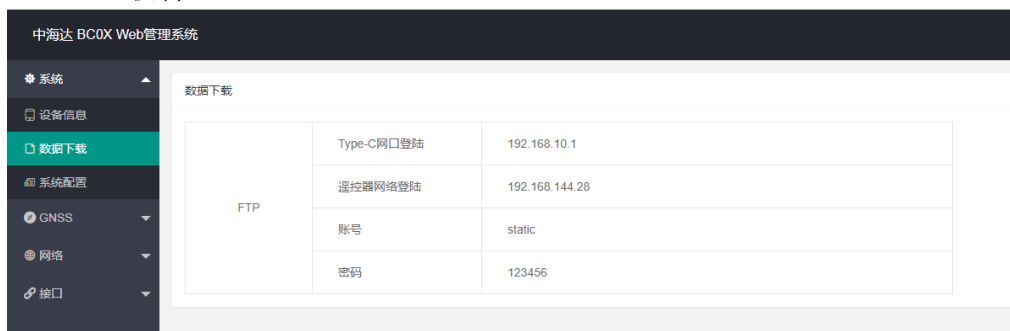 中海达 BC0X Web管理系统
系统
数据下载
设备信息
数据下载
系统配置
GNSS
网络
接口
FTP
Type-C网口登陆 192.168.10.1
遥控器网络登陆 192.168.144.28
账号 static
密码 123456